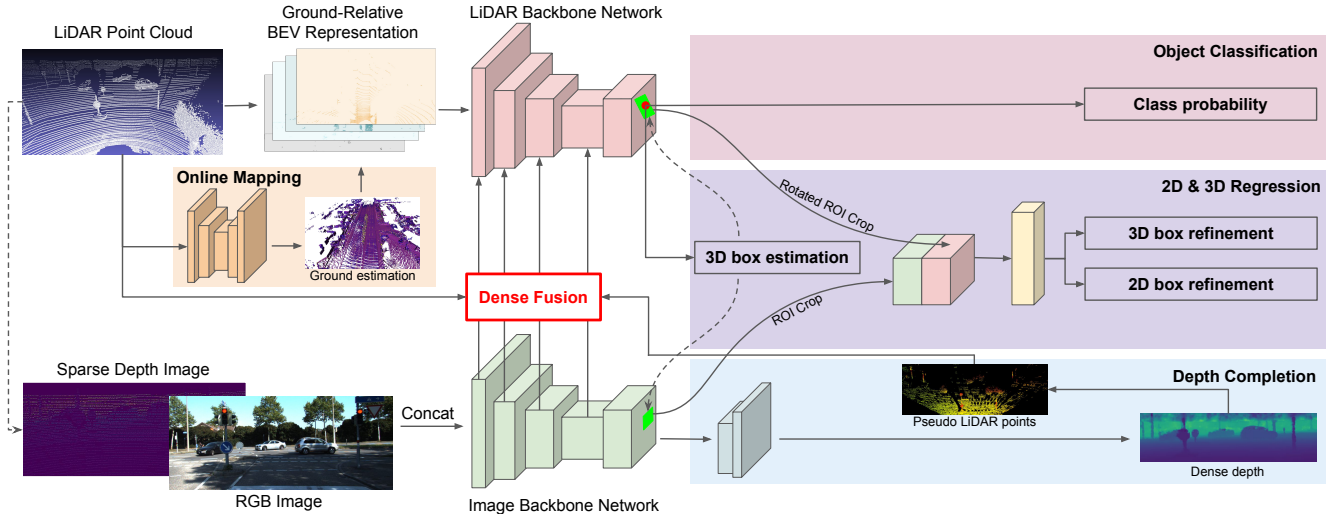 LiDAR Point Cloud
Ground-Relative
BEV Representation
LiDAR Backbone Network
Object Classification
Class probability
Online Mapping
Ground estimation
Rotated ROI Crop
2D & 3D Regression
3D box estimation
3D box refinement
2D box refinement
Dense Fusion
ROI Crop
Sparse Depth Image
Concat
RGB Image
Image Backbone Network
Depth Completion
Pseudo LiDAR points
Dense depth